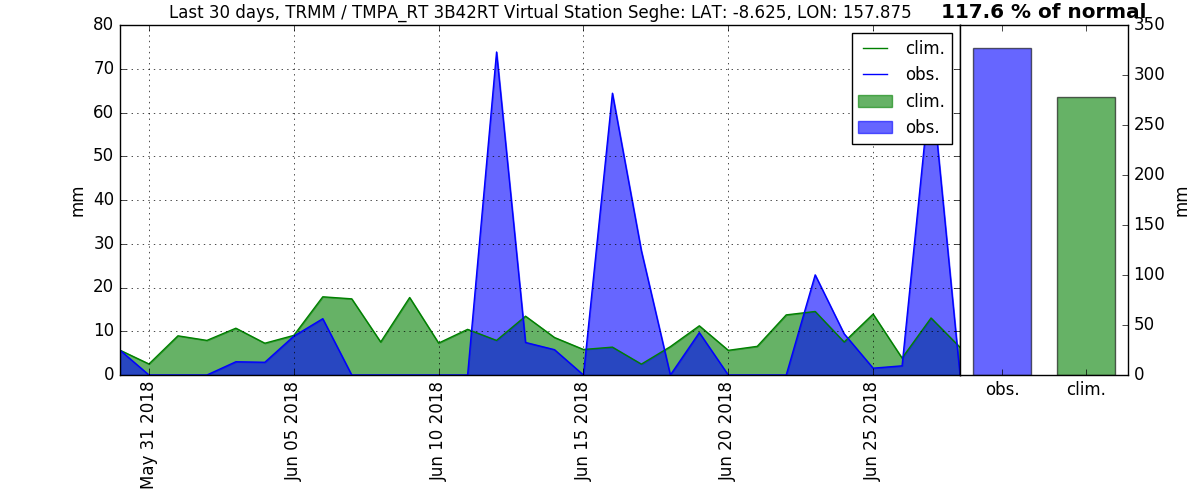 Last 30 days, TRMM / TMPA_RT 3B42RT Virtual Station Seghe: LAT: -8.625, LON: 157.875
117.6 % of normal
80
70
60
50
40
30
20
10
0
mm
clim.
obs.
clim.
obs.
May 31 2018
Jun 05 2018
Jun 10 2018
Jun 15 2018
Jun 20 2018
Jun 25 2018
350
300
250
200
150
100
50
0
mm
obs.
clim.